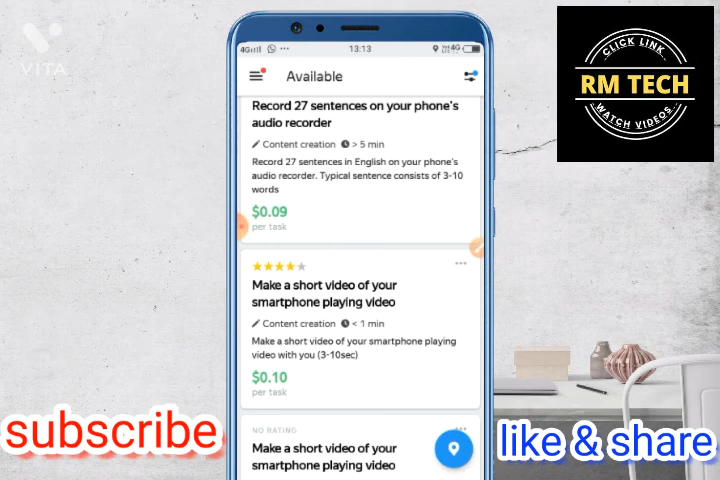 VITA
4G
13:13
4G
Available
Record 27 sentences on your phone's
audio recorder
Content creation > 5 min
Record 27 sentences in English on your phone's
audio recorder. Typical sentence consists of 3-10
words
$0.09
per task
Make a short video of your
smartphone playing video
Content creation < 1 min
Make a short video of your smartphone playing
video with you (3-10sec)
$0.10
per task
NO RATING
Make a short video of your
smartphone playing video
CLICK LINK
RM TECH
WATCH VIDEOS...
subscribe
like & share